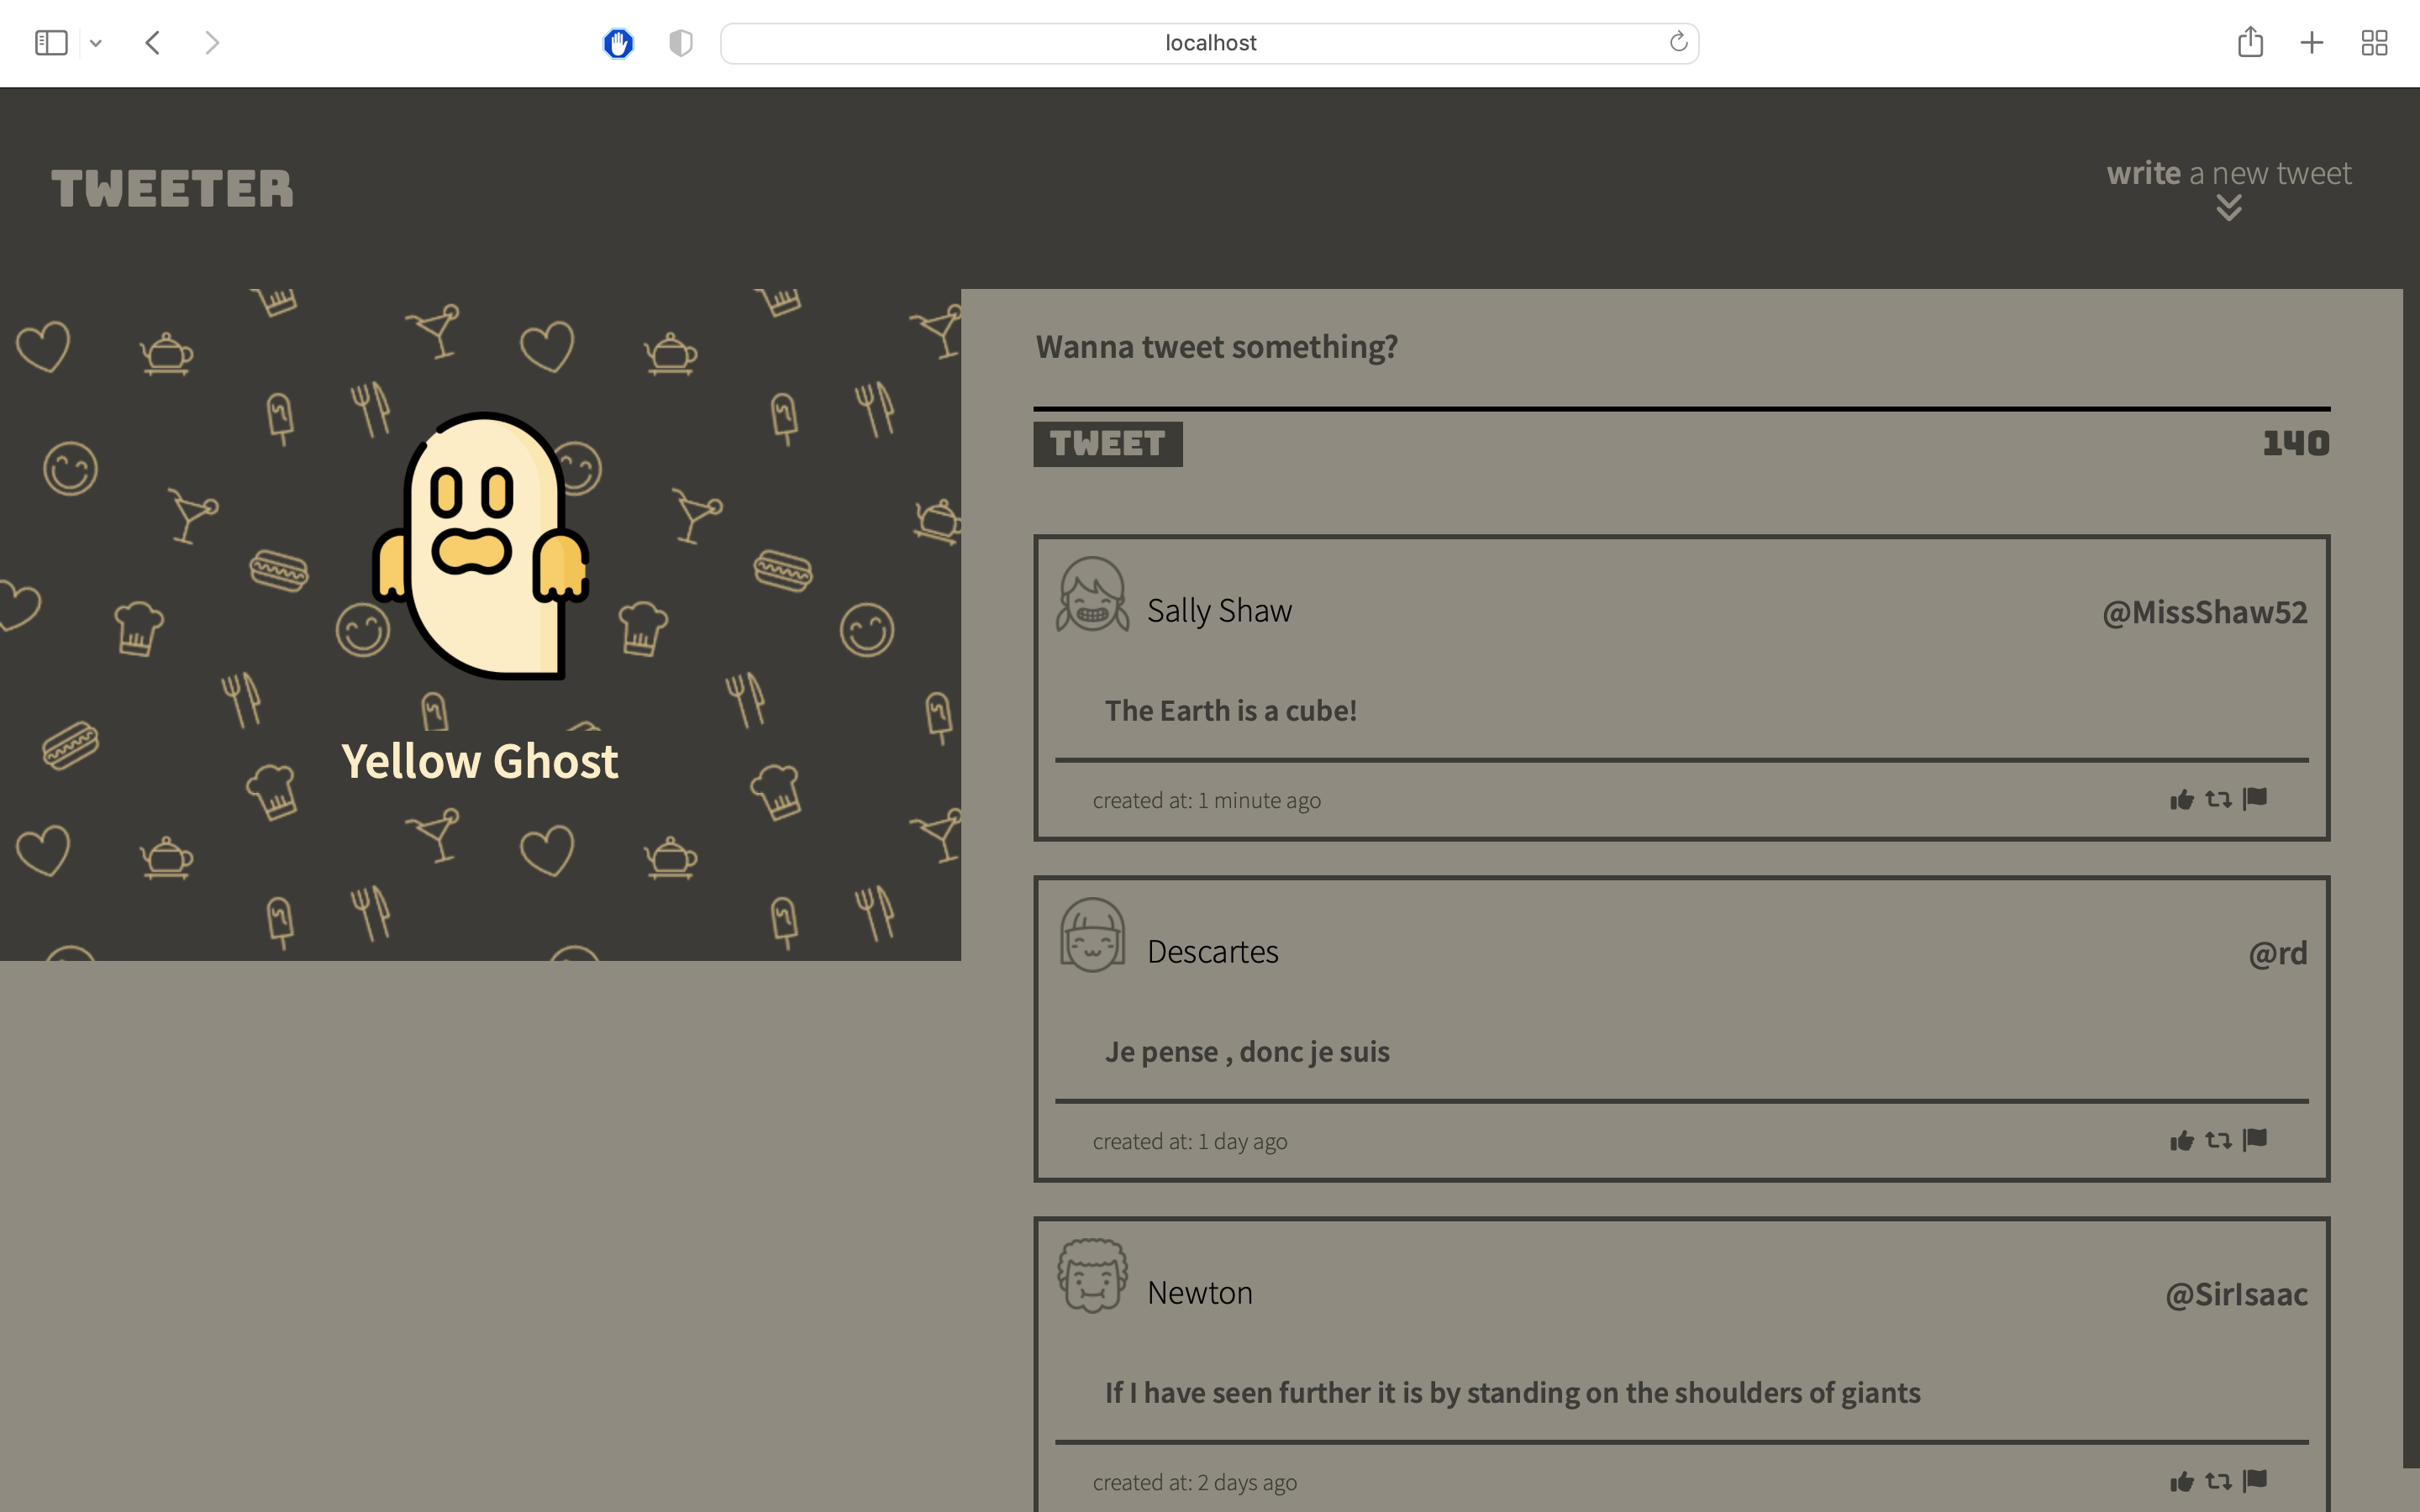 localhost
TWEETER
write a new tweet
Yellow Ghost
Wanna tweet something?
TWEET
140
Sally Shaw
@MissShaw52
The Earth is a cube!
created at: 1 minute ago
Descartes
@rd
Je pense , donc je suis
created at: 1 day ago
Newton
@SirIsaac
If I have seen further it is by standing on the shoulders of giants
created at: 2 days ago